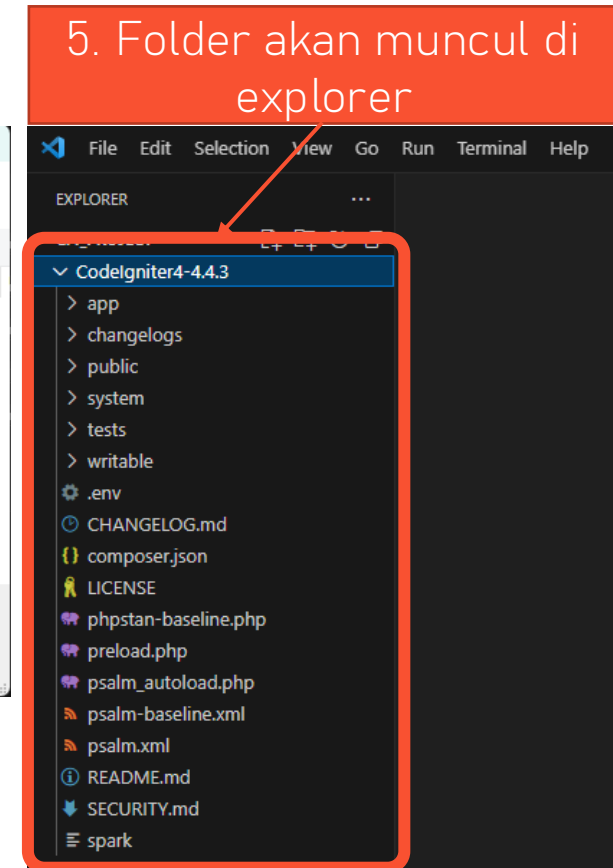 5. Folder akan muncul di
explorer
File Edit Selection View Go Run Terminal Help
EXPLORER
CodeIgniter4-4.4.3
app
changelogs
public
system
tests
writable
.env
CHANGELOG.md
composer.json
LICENSE
phpstan-baseline.php
preload.php
psalm_autoload.php
psalm-baseline.xml
psalm.xml
README.md
SECURITY.md
spark